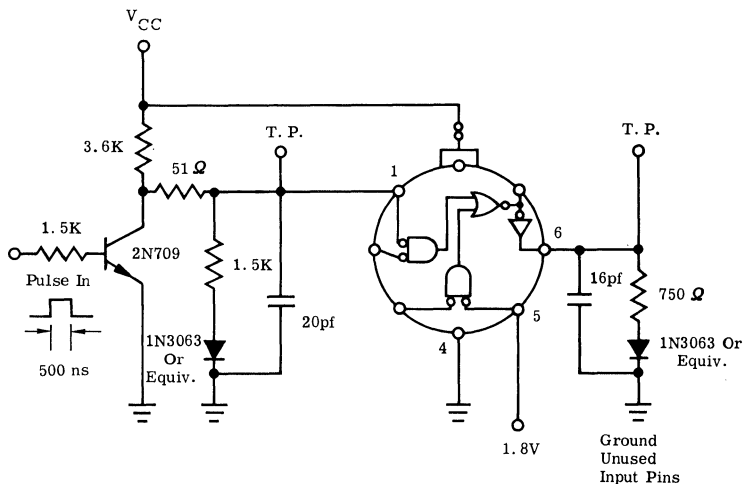 V CC
3.6K
T. P.
T. P.
51 Ω
1
1.5K
2N709
6
Pulse In
1.5K
16pf
750 Ω
20pf
5
500 ns
1N3063
Or
Equiv.
4
1N3063 Or
Equiv.
1.8V
Ground
Unused
Input Pins